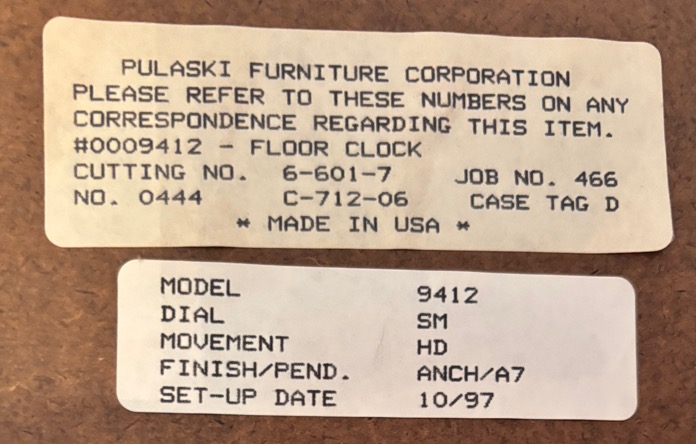 PULASKI FURNITURE CORPORATION
PLEASE REFER TO THESE NUMBERS ON ANY
CORRESPONDENCE REGARDING THIS ITEM.
#0009412 - FLOOR CLOCK
CUTTING NO. 6-601-7 JOB NO. 466
NO. 0444 C-712-06 CASE TAG D
* MADE IN USA *
MODEL 9412
DIAL SM
MOVEMENT HD
FINISH/PEND. ANCH/A7
SET-UP DATE 10/97